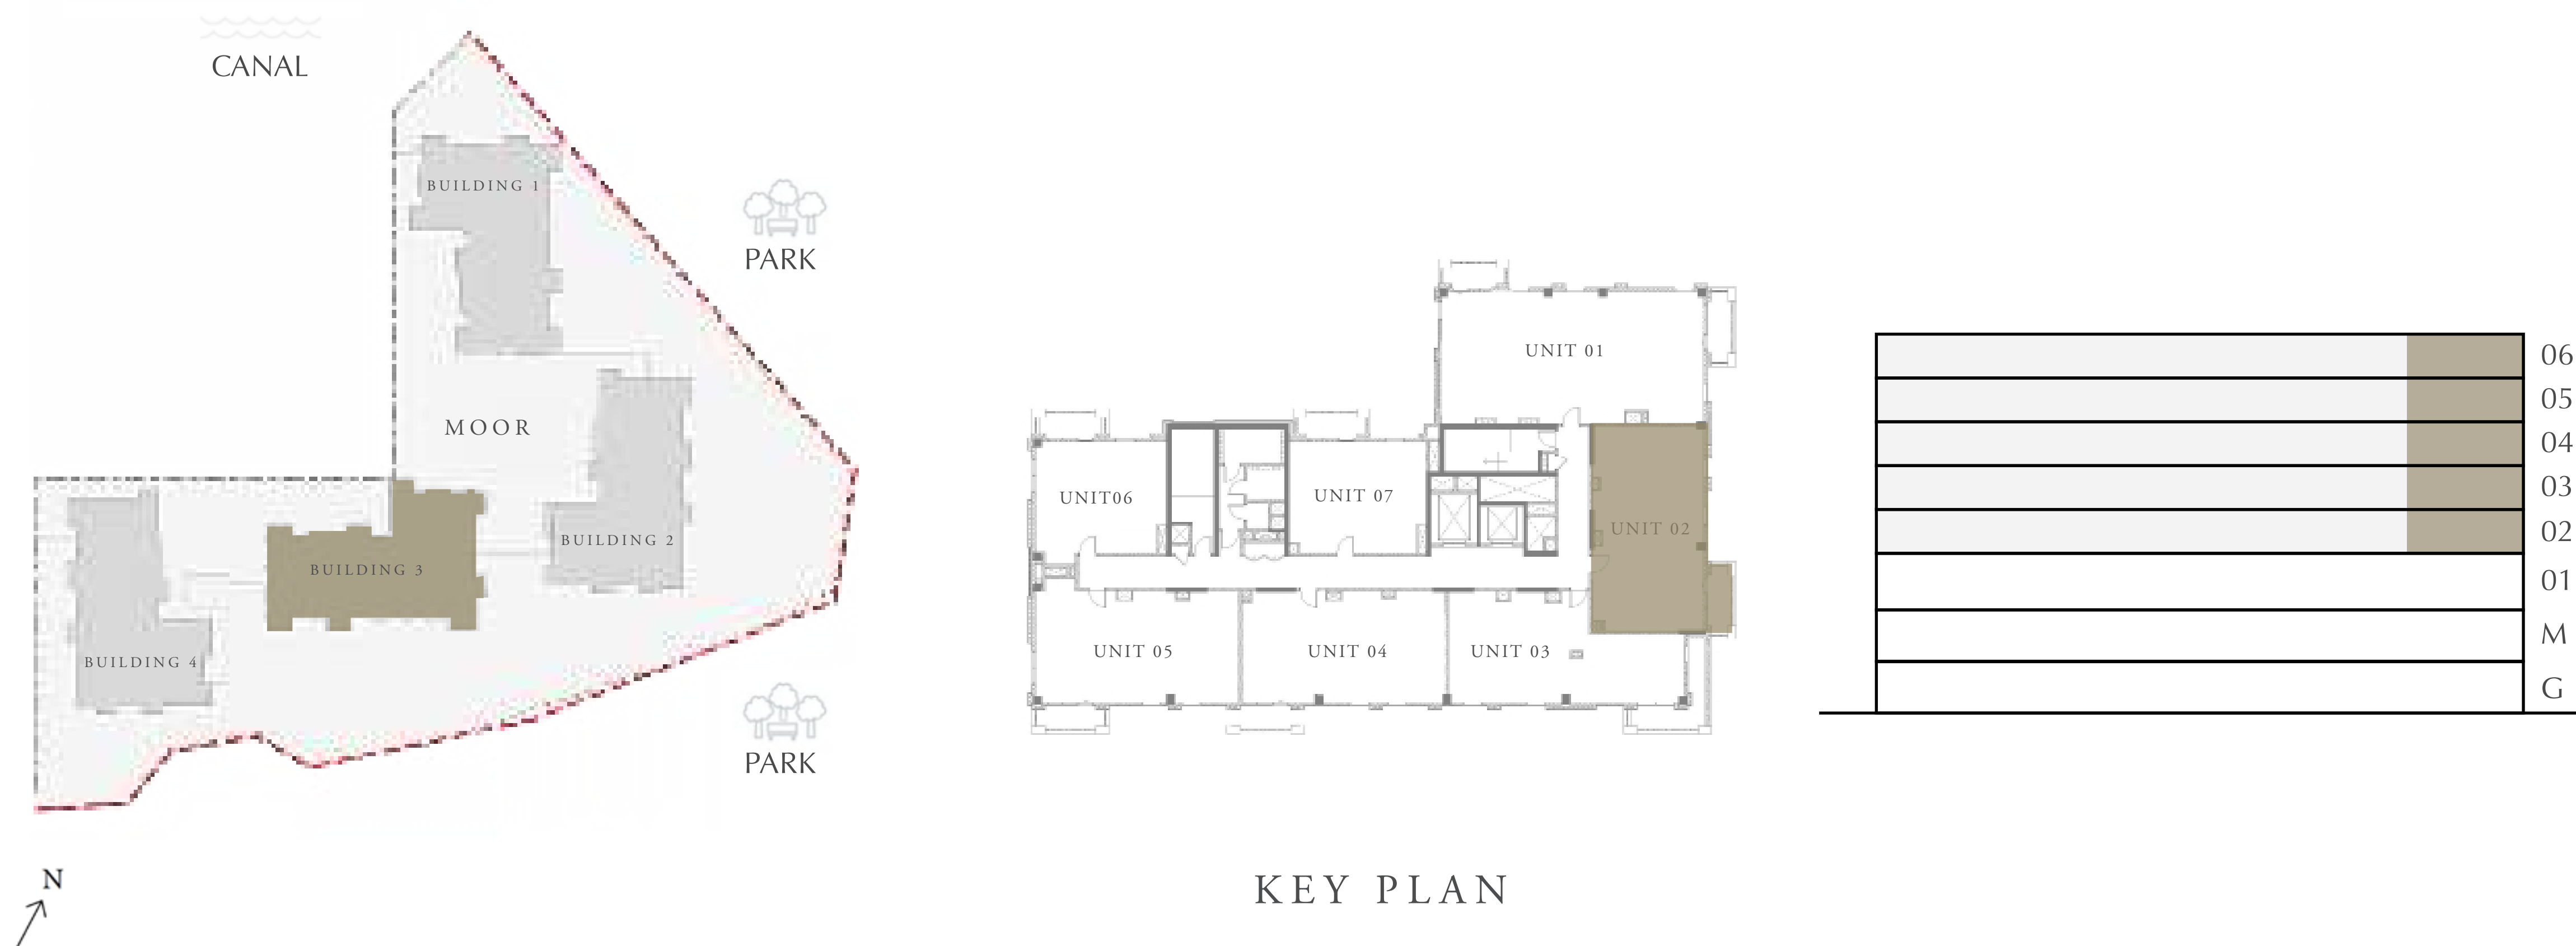 CANAL
BUILDING 1
PARK
MOOR
BUILDING 2
BUILDING 3
BUILDING 4
PARK
N
UNIT 01
UNIT06
UNIT 07
UNIT 02
UNIT 05
UNIT 04
UNIT 03
KEY PLAN
06
05
04
03
02
01
M
G